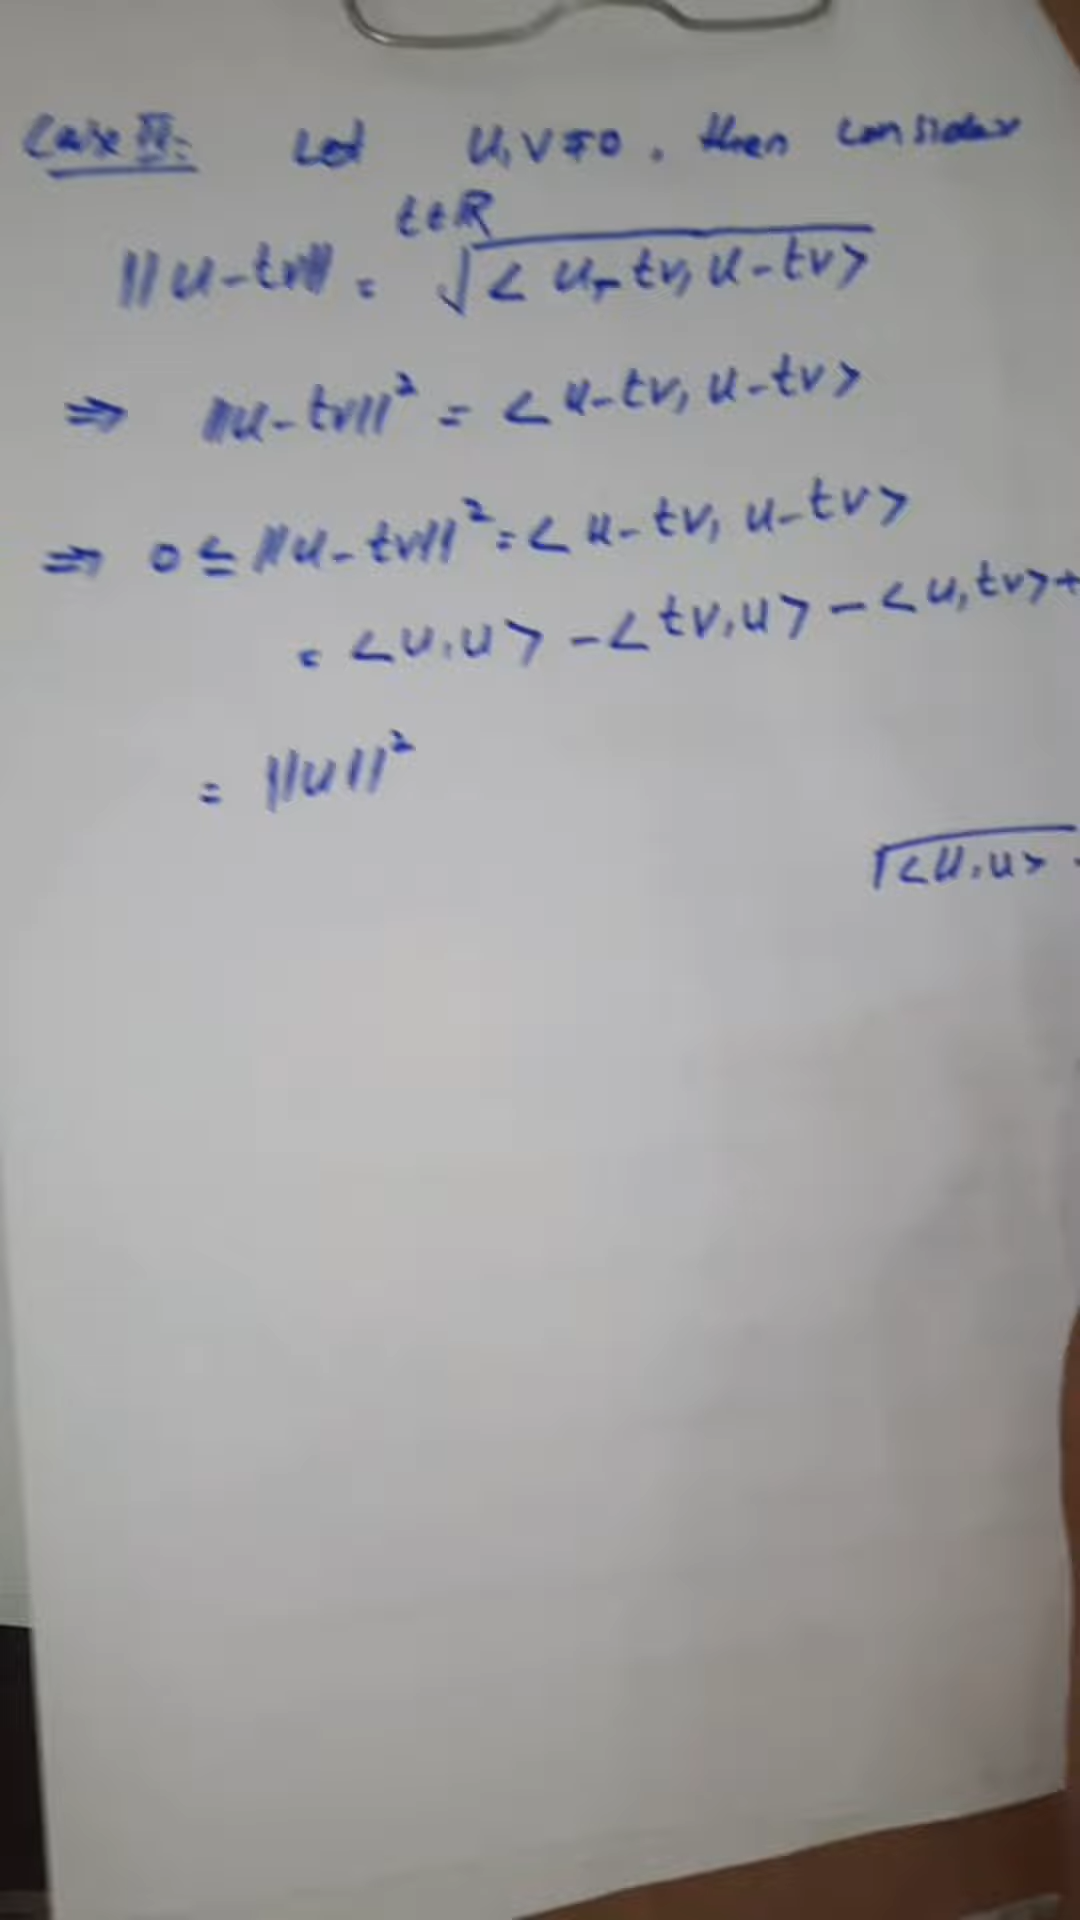 Case II:  Let  u, v ≠ 0 . then consider
t ∈ ℝ
||u - tv|| = √<u - tv, u - tv>
⇒ ||u - tv||² = <u - tv, u - tv>
⇒ 0 ≤ ||u - tv||² = <u - tv, u - tv>
= <u, u> - <tv, u> - <u, tv> +
= ||u||²
√<u, u>